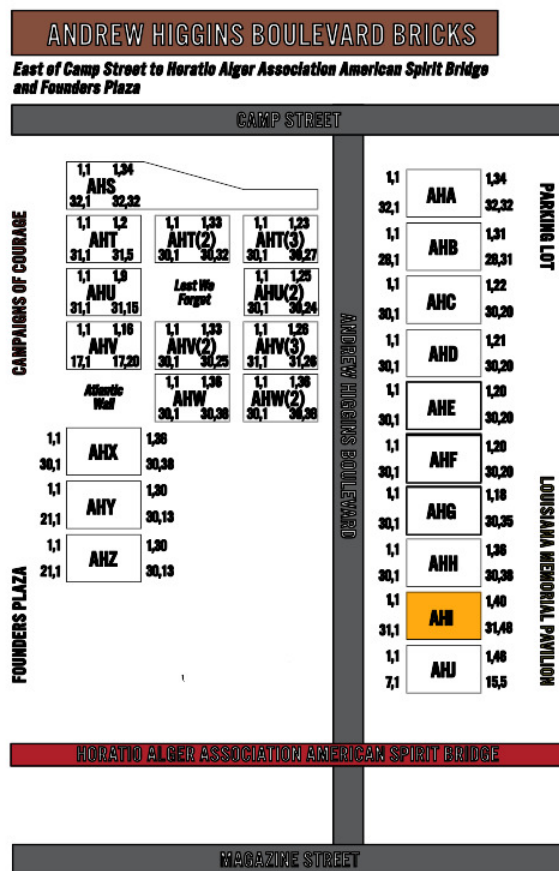 ANDREW HIGGINS BOULEVARD BRICKS
East of Camp Street to Horatio Alger Association American Spirit Bridge
and Founders Plaza
CAMP STREET
CAMPAIGNS OF COURAGE
FOUNDERS PLAZA
1,1 1,34
AHS
32,1 32,32
1,1 1,2
AHT
31,1 31,5
1,1 1,33
AHT(2)
30,1 30,32
1,1 1,23
AHT(3)
30,1 30,27
1,1 1,9
AHU
31,1 31,15
Lest We
Forget
1,1 1,25
AHU(2)
30,1 30,24
1,1 1,16
AHV
17,1 17,20
1,1 1,33
AHV(2)
30,1 30,25
1,1 1,26
AHV(3)
31,1 31,26
Atlantic
Wall
1,1 1,36
AHW
30,1 30,38
1,1 1,36
AHW(2)
30,1 30,38
1,1 1,36
AHX
30,1 30,38
1,1 1,30
AHY
21,1 30,13
1,1 1,30
AHZ
21,1 30,13
ANDREW HIGGINS BOULEVARD
1,1 1,34
AHA
32,1 32,32
1,1 1,31
AHB
28,1 28,31
1,1 1,22
AHC
30,1 30,20
1,1 1,21
AHD
30,1 30,20
1,1 1,20
AHE
30,1 30,20
1,1 1,20
AHF
30,1 30,20
1,1 1,18
AHG
30,1 30,35
1,1 1,36
AHH
30,1 30,38
1,1 1,40
AHI
31,1 31,48
1,1 1,46
AHJ
7,1 15,5
PARKING LOT
LOUISIANA MEMORIAL PAVILION
HORATIO ALGER ASSOCIATION AMERICAN SPIRIT BRIDGE
MAGAZINE STREET